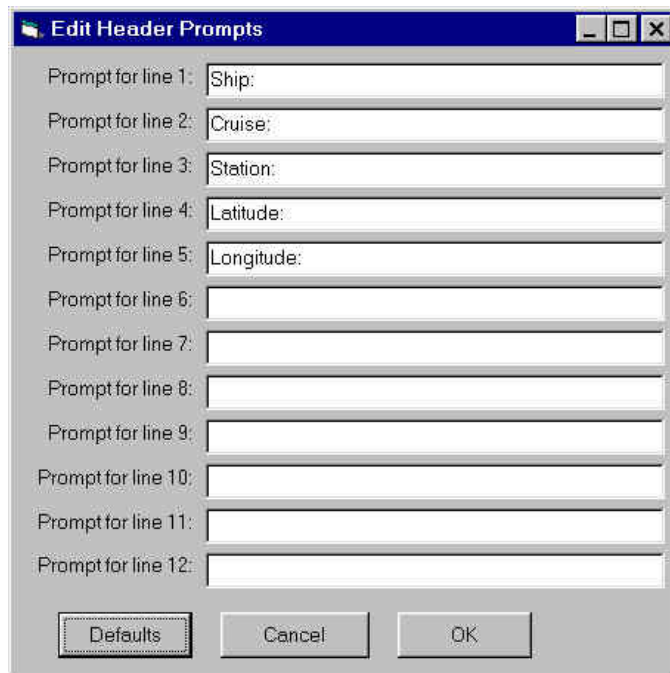 Edit Header Prompts
Prompt for line 1: Ship:
Prompt for line 2: Cruise:
Prompt for line 3: Station:
Prompt for line 4: Latitude:
Prompt for line 5: Longitude:
Prompt for line 6:
Prompt for line 7:
Prompt for line 8:
Prompt for line 9:
Prompt for line 10:
Prompt for line 11:
Prompt for line 12:
Defaults Cancel OK